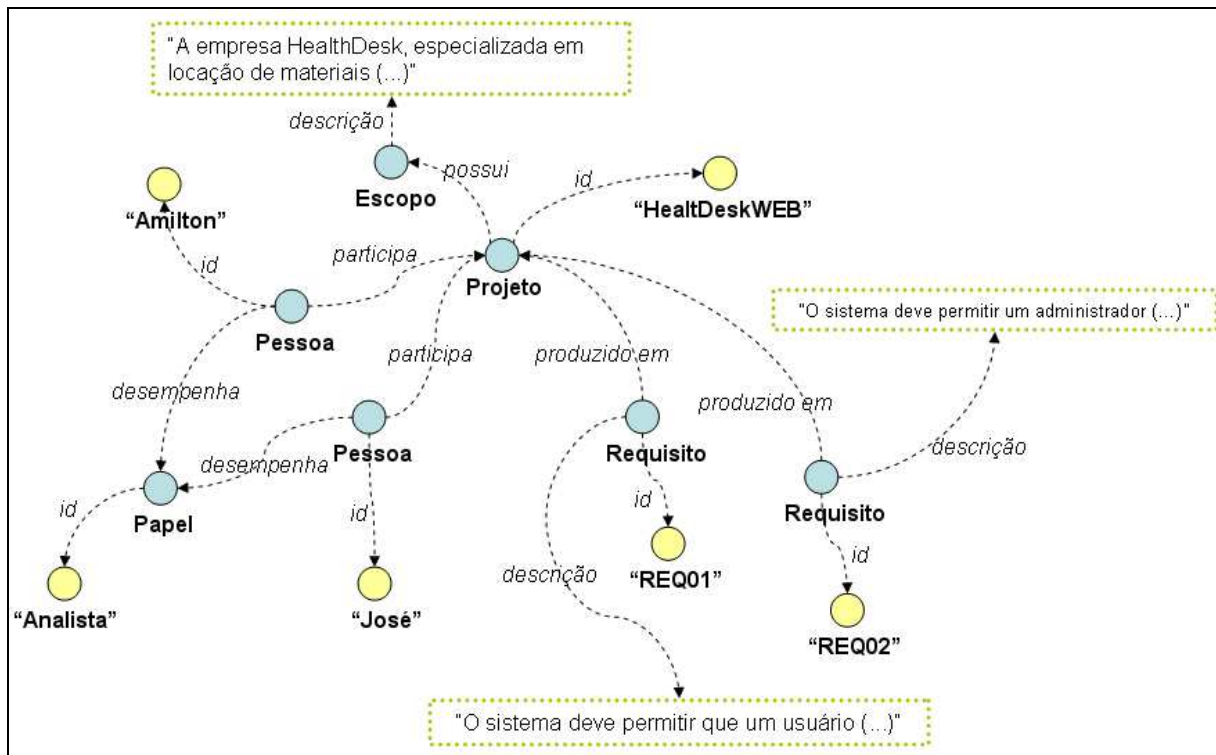 "A empresa HealthDesk, especializada em
locação de materiais (...)"
descrição
possui
id
Escopo
“HealtDeskWEB”
“Amilton”
participa
id
Projeto
"O sistema deve permitir um administrador (...)"
Pessoa
participa
produzido em
desempenha
produzido em
Pessoa
Requisito
descrição
desempenha
id
id
Papel
id
Requisito
id
descrição
“REQ01”
“Analista”
“José”
“REQ02”
"O sistema deve permitir que um usuário (...)"